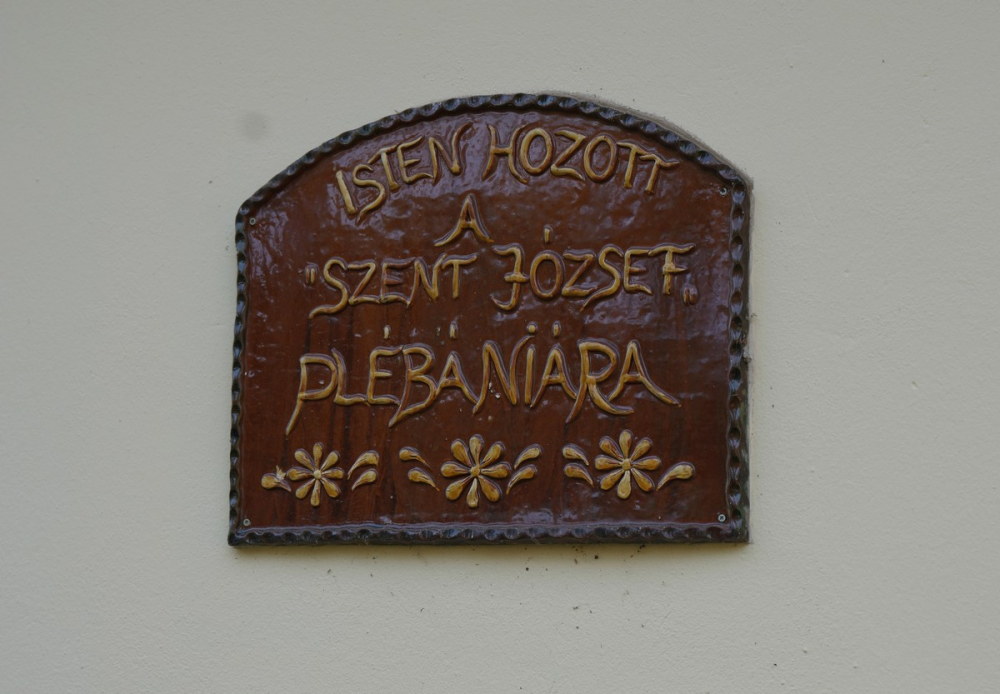 ISTEN HOZOTT
A
"SZENT JÓZSEF"
PLÉBÁNIÁRA